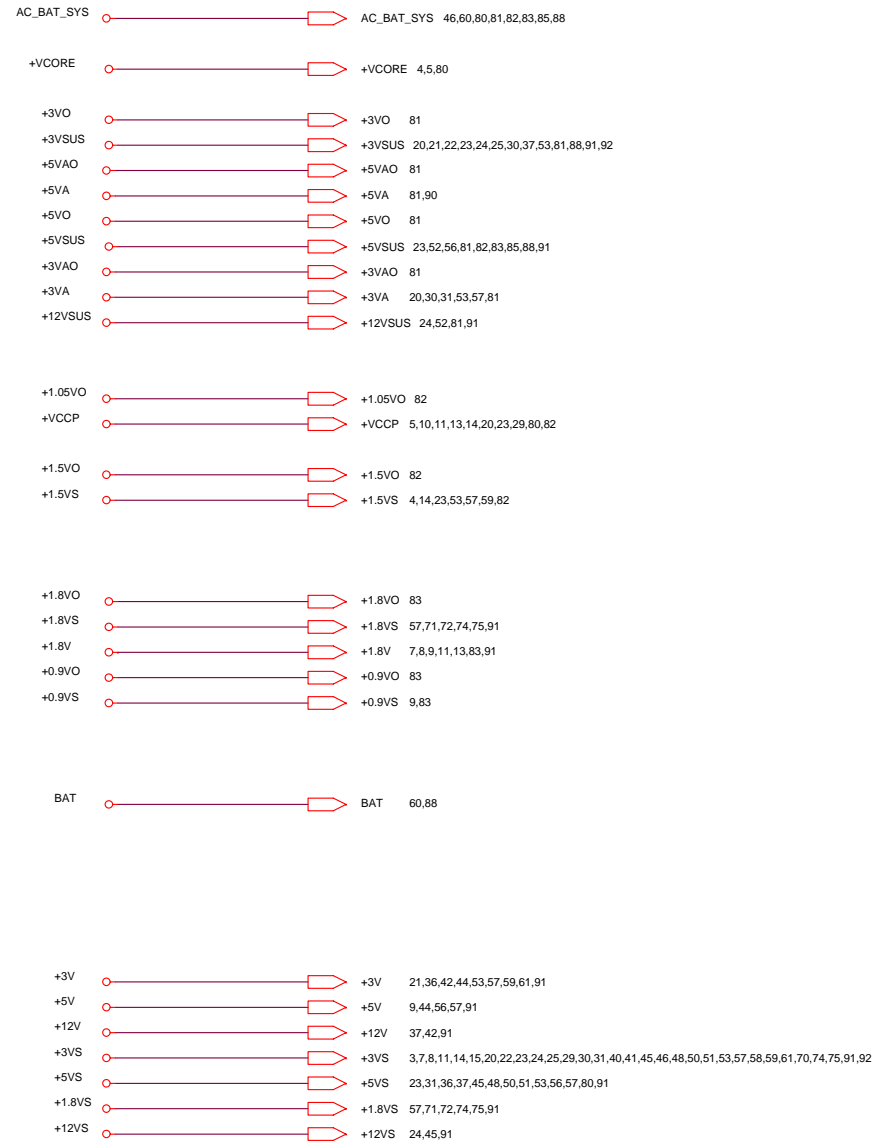 AC_BAT_SYS AC_BAT_SYS 46,60,80,81,82,83,85,88
+VCORE +VCORE 4,5,80
+3VO +3VO 81
+3VSUS +3VSUS 20,21,22,23,24,25,30,37,53,81,88,91,92
+5VAO +5VAO 81
+5VA +5VA 81,90
+5VO +5VO 81
+5VSUS +5VSUS 23,52,56,81,82,83,85,88,91
+3VAO +3VAO 81
+3VA +3VA 20,30,31,53,57,81
+12VSUS +12VSUS 24,52,81,91
+1.05VO +1.05VO 82
+VCCP +VCCP 5,10,11,13,14,20,23,29,80,82
+1.5VO +1.5VO 82
+1.5VS +1.5VS 4,14,23,53,57,59,82
+1.8VO +1.8VO 83
+1.8VS +1.8VS 57,71,72,74,75,91
+1.8V +1.8V 7,8,9,11,13,83,91
+0.9VO +0.9VO 83
+0.9VS +0.9VS 9,83
BAT BAT 60,88
+3V +3V 21,36,42,44,53,57,59,61,91
+5V +5V 9,44,56,57,91
+12V +12V 37,42,91
+3VS +3VS 3,7,8,11,14,15,20,22,23,24,25,29,30,31,40,41,45,46,48,50,51,53,57,58,59,61,70,74,75,91,92
+5VS +5VS 23,31,36,37,45,48,50,51,53,56,57,80,91
+1.8VS +1.8VS 57,71,72,74,75,91
+12VS +12VS 24,45,91